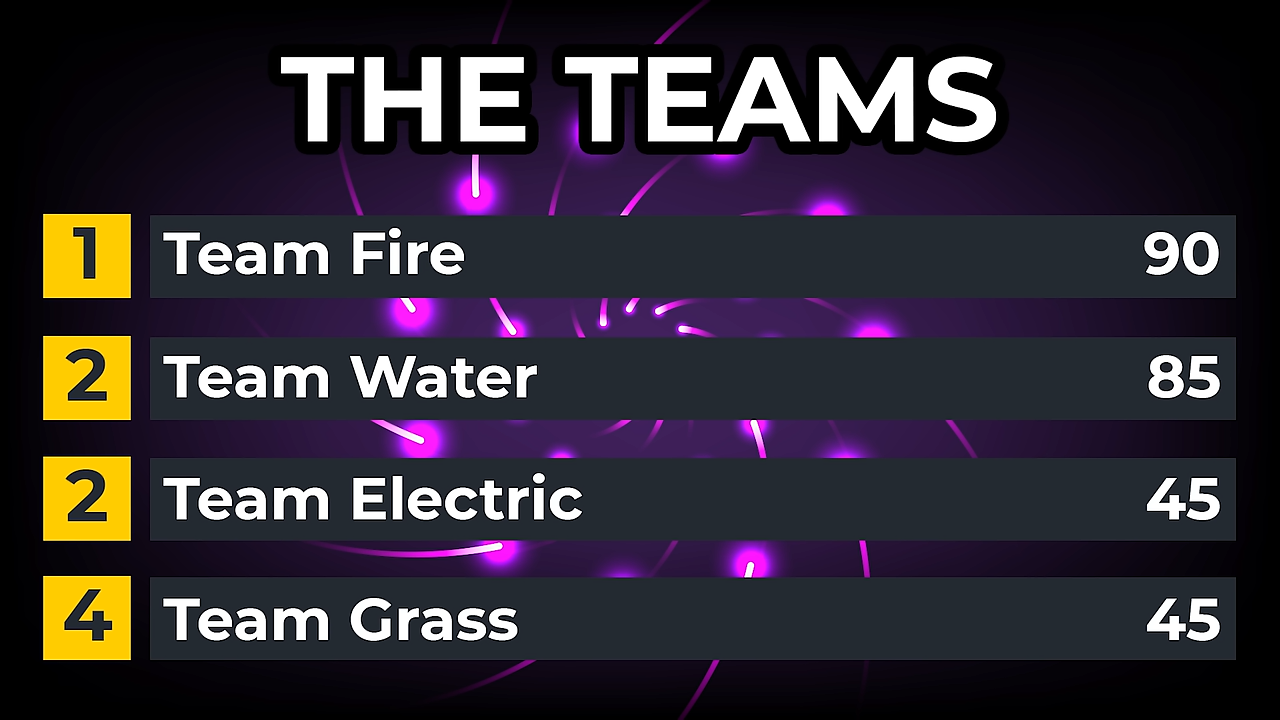 THE TEAMS
1 Team Fire 90
2 Team Water 85
2 Team Electric 45
4 Team Grass 45